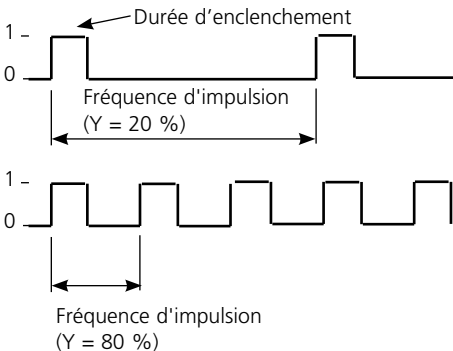 Durée d’enclenchement
1
0
Fréquence d'impulsion
(Y = 20 %)
1
0
Fréquence d'impulsion
(Y = 80 %)